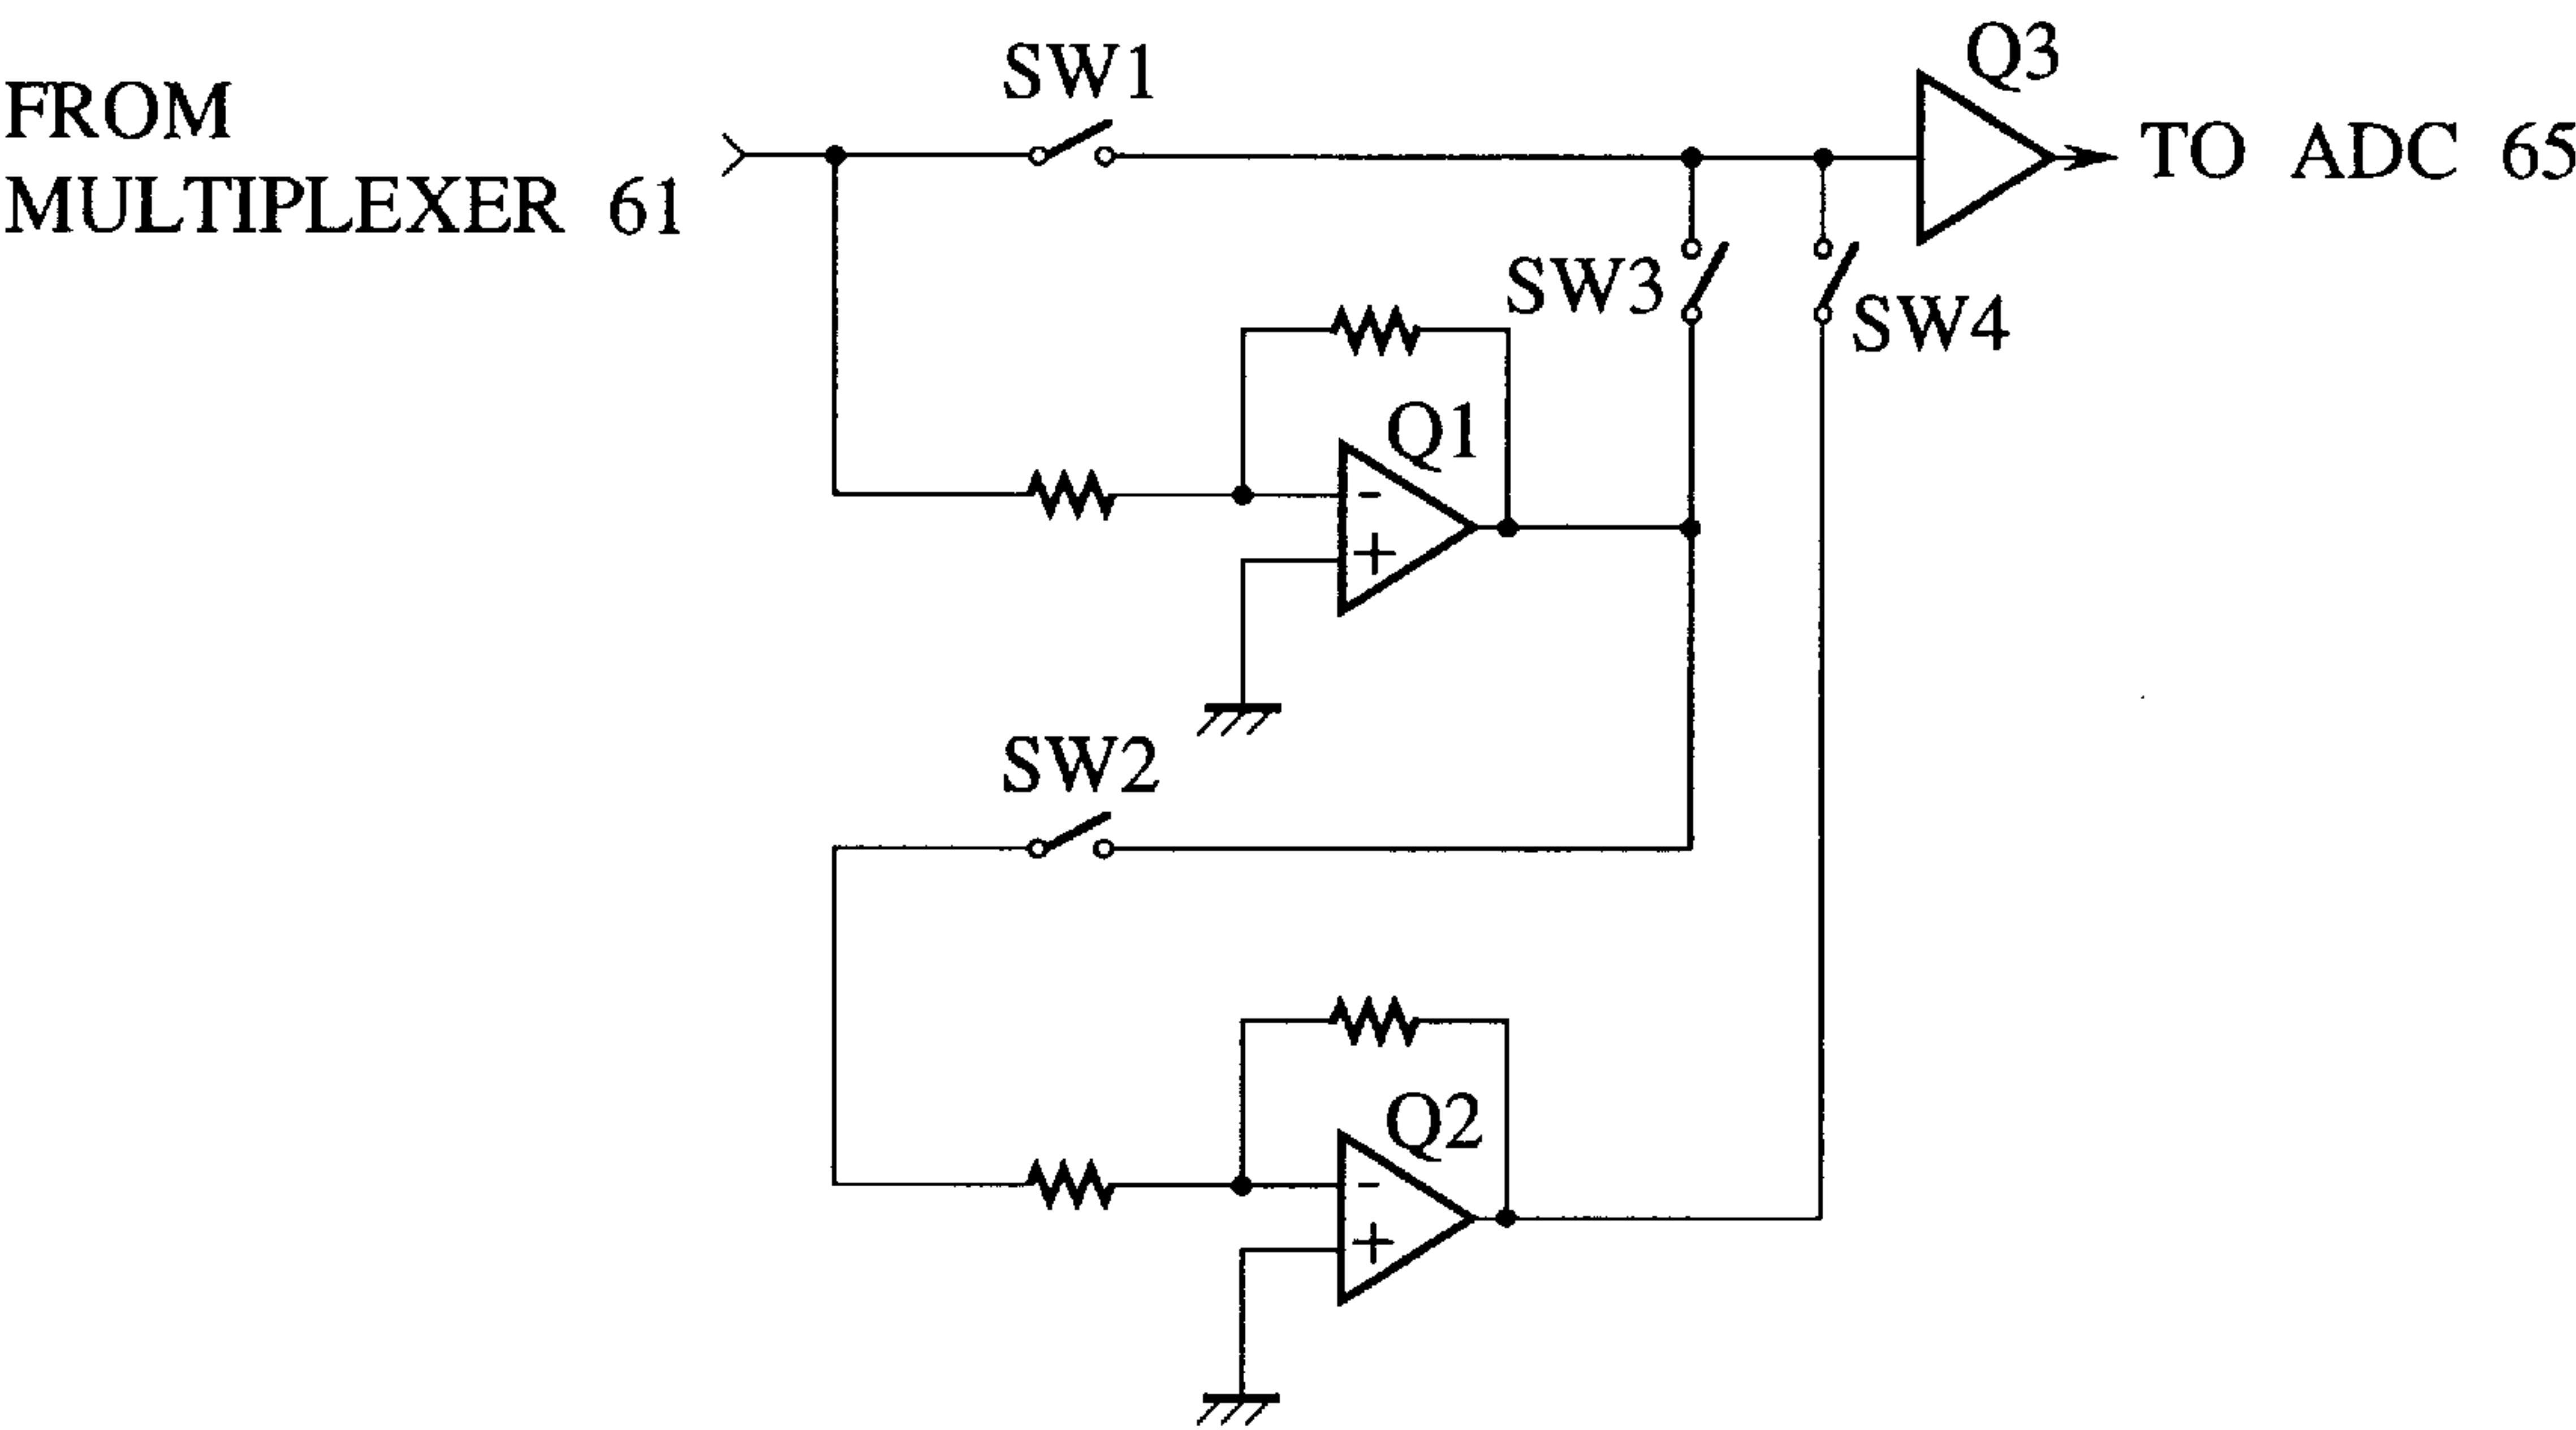 FROM
MULTIPLEXER 61
SW1
Q3
TO ADC 65
SW3
SW4
Q1
-
+
SW2
Q2
-
+